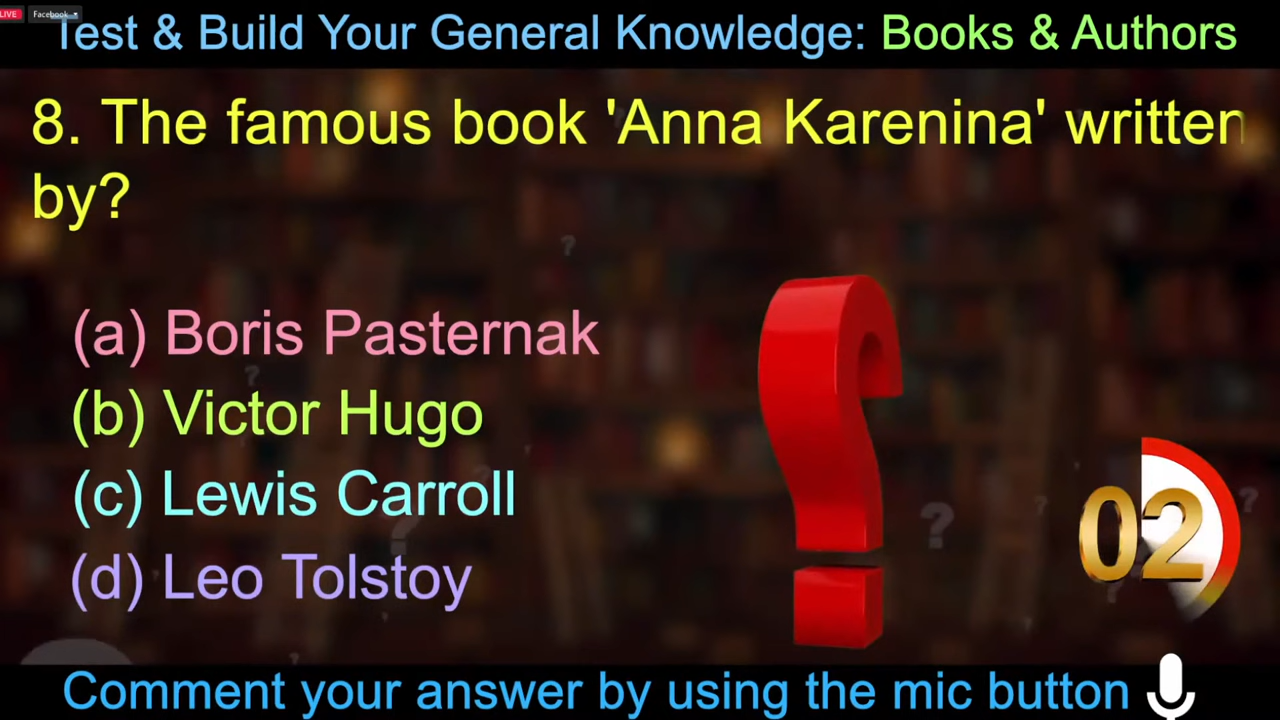 LIVE Facebook
Test & Build Your General Knowledge: Books & Authors
8. The famous book 'Anna Karenina' written
by?
(a) Boris Pasternak
(b) Victor Hugo
(c) Lewis Carroll
(d) Leo Tolstoy
02
Comment your answer by using the mic button